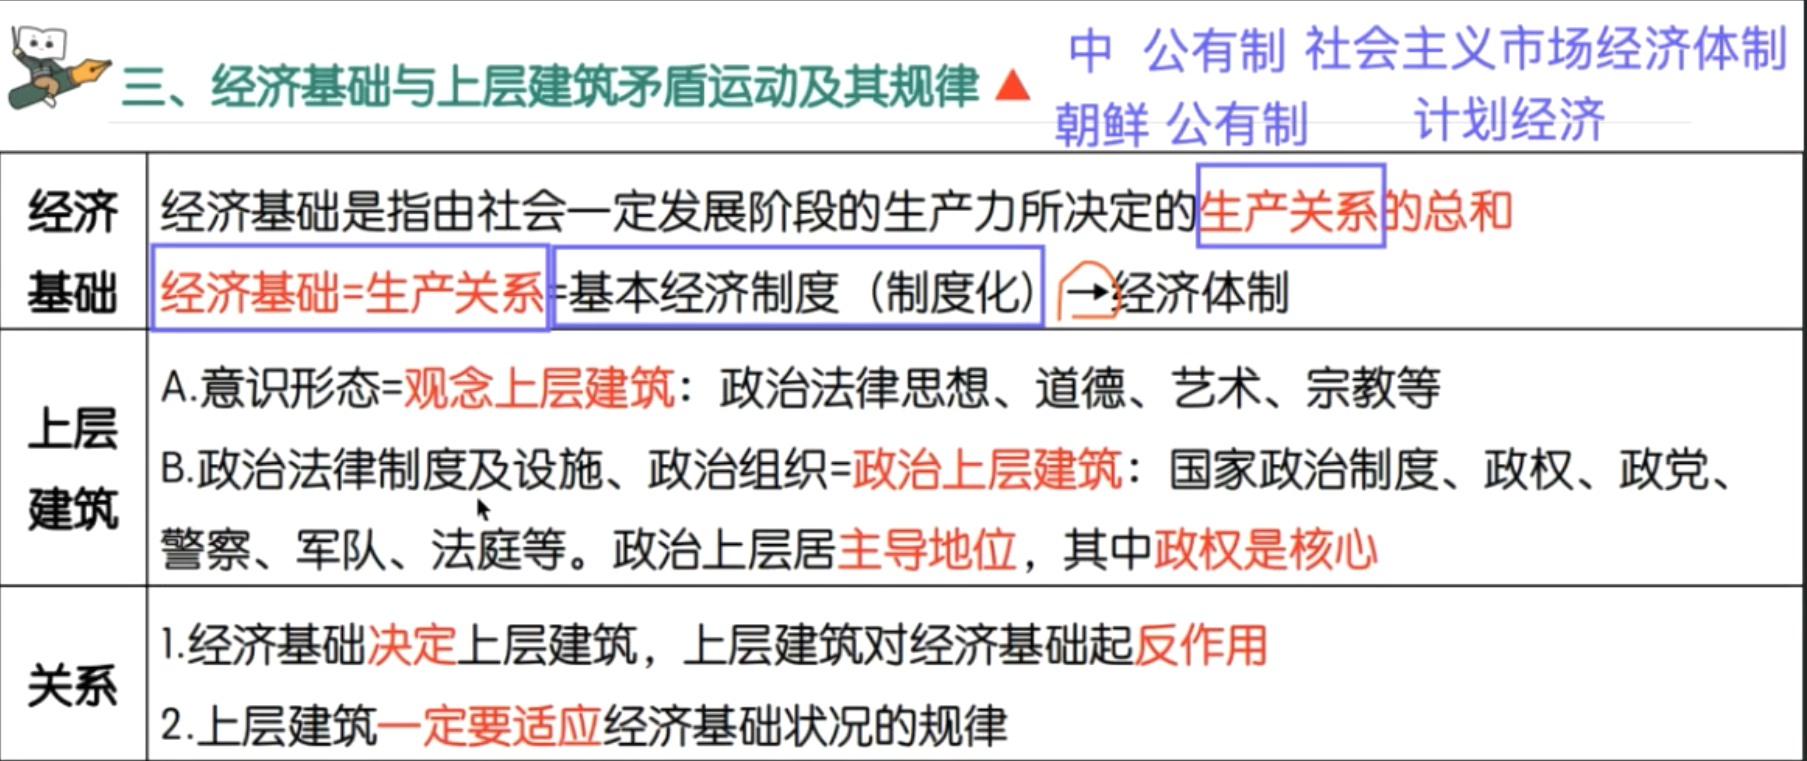 三、经济基础与上层建筑矛盾运动及其规律
中 公有制 社会主义市场经济体制
朝鲜 公有制 计划经济
经济
基础
经济基础是指由社会一定发展阶段的生产力所决定的生产关系的总和
经济基础=生产关系=基本经济制度（制度化）→经济体制
上层
建筑
A.意识形态=观念上层建筑：政治法律思想、道德、艺术、宗教等
B.政治法律制度及设施、政治组织=政治上层建筑：国家政治制度、政权、政党、
警察、军队、法庭等。政治上层居主导地位，其中政权是核心
关系
1.经济基础决定上层建筑，上层建筑对经济基础起反作用
2.上层建筑一定要适应经济基础状况的规律